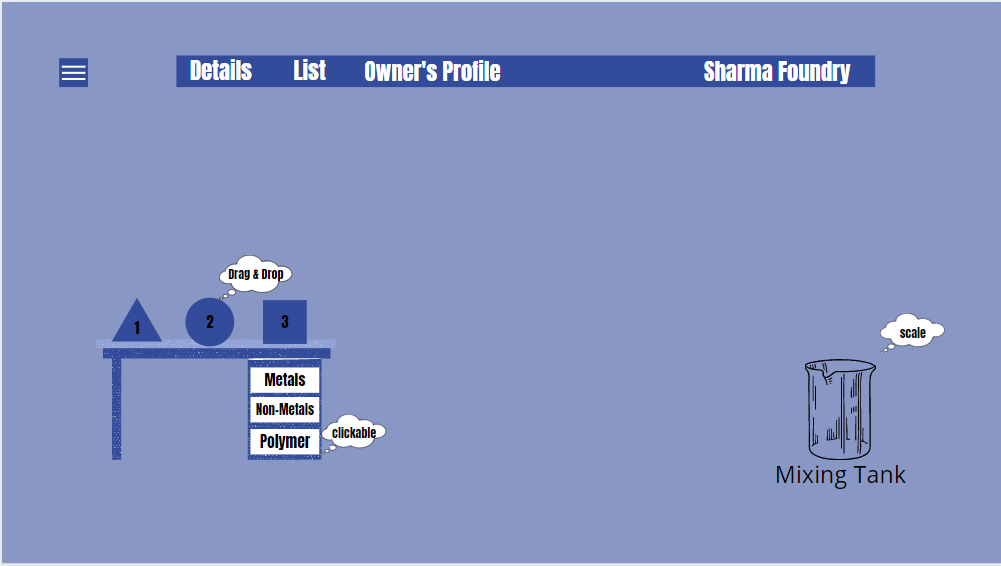 Details List Owner's Profile Sharma Foundry
Drag & Drop
1 2 3
scale
Metals
Non-Metals
Polymer
clickable
Mixing Tank